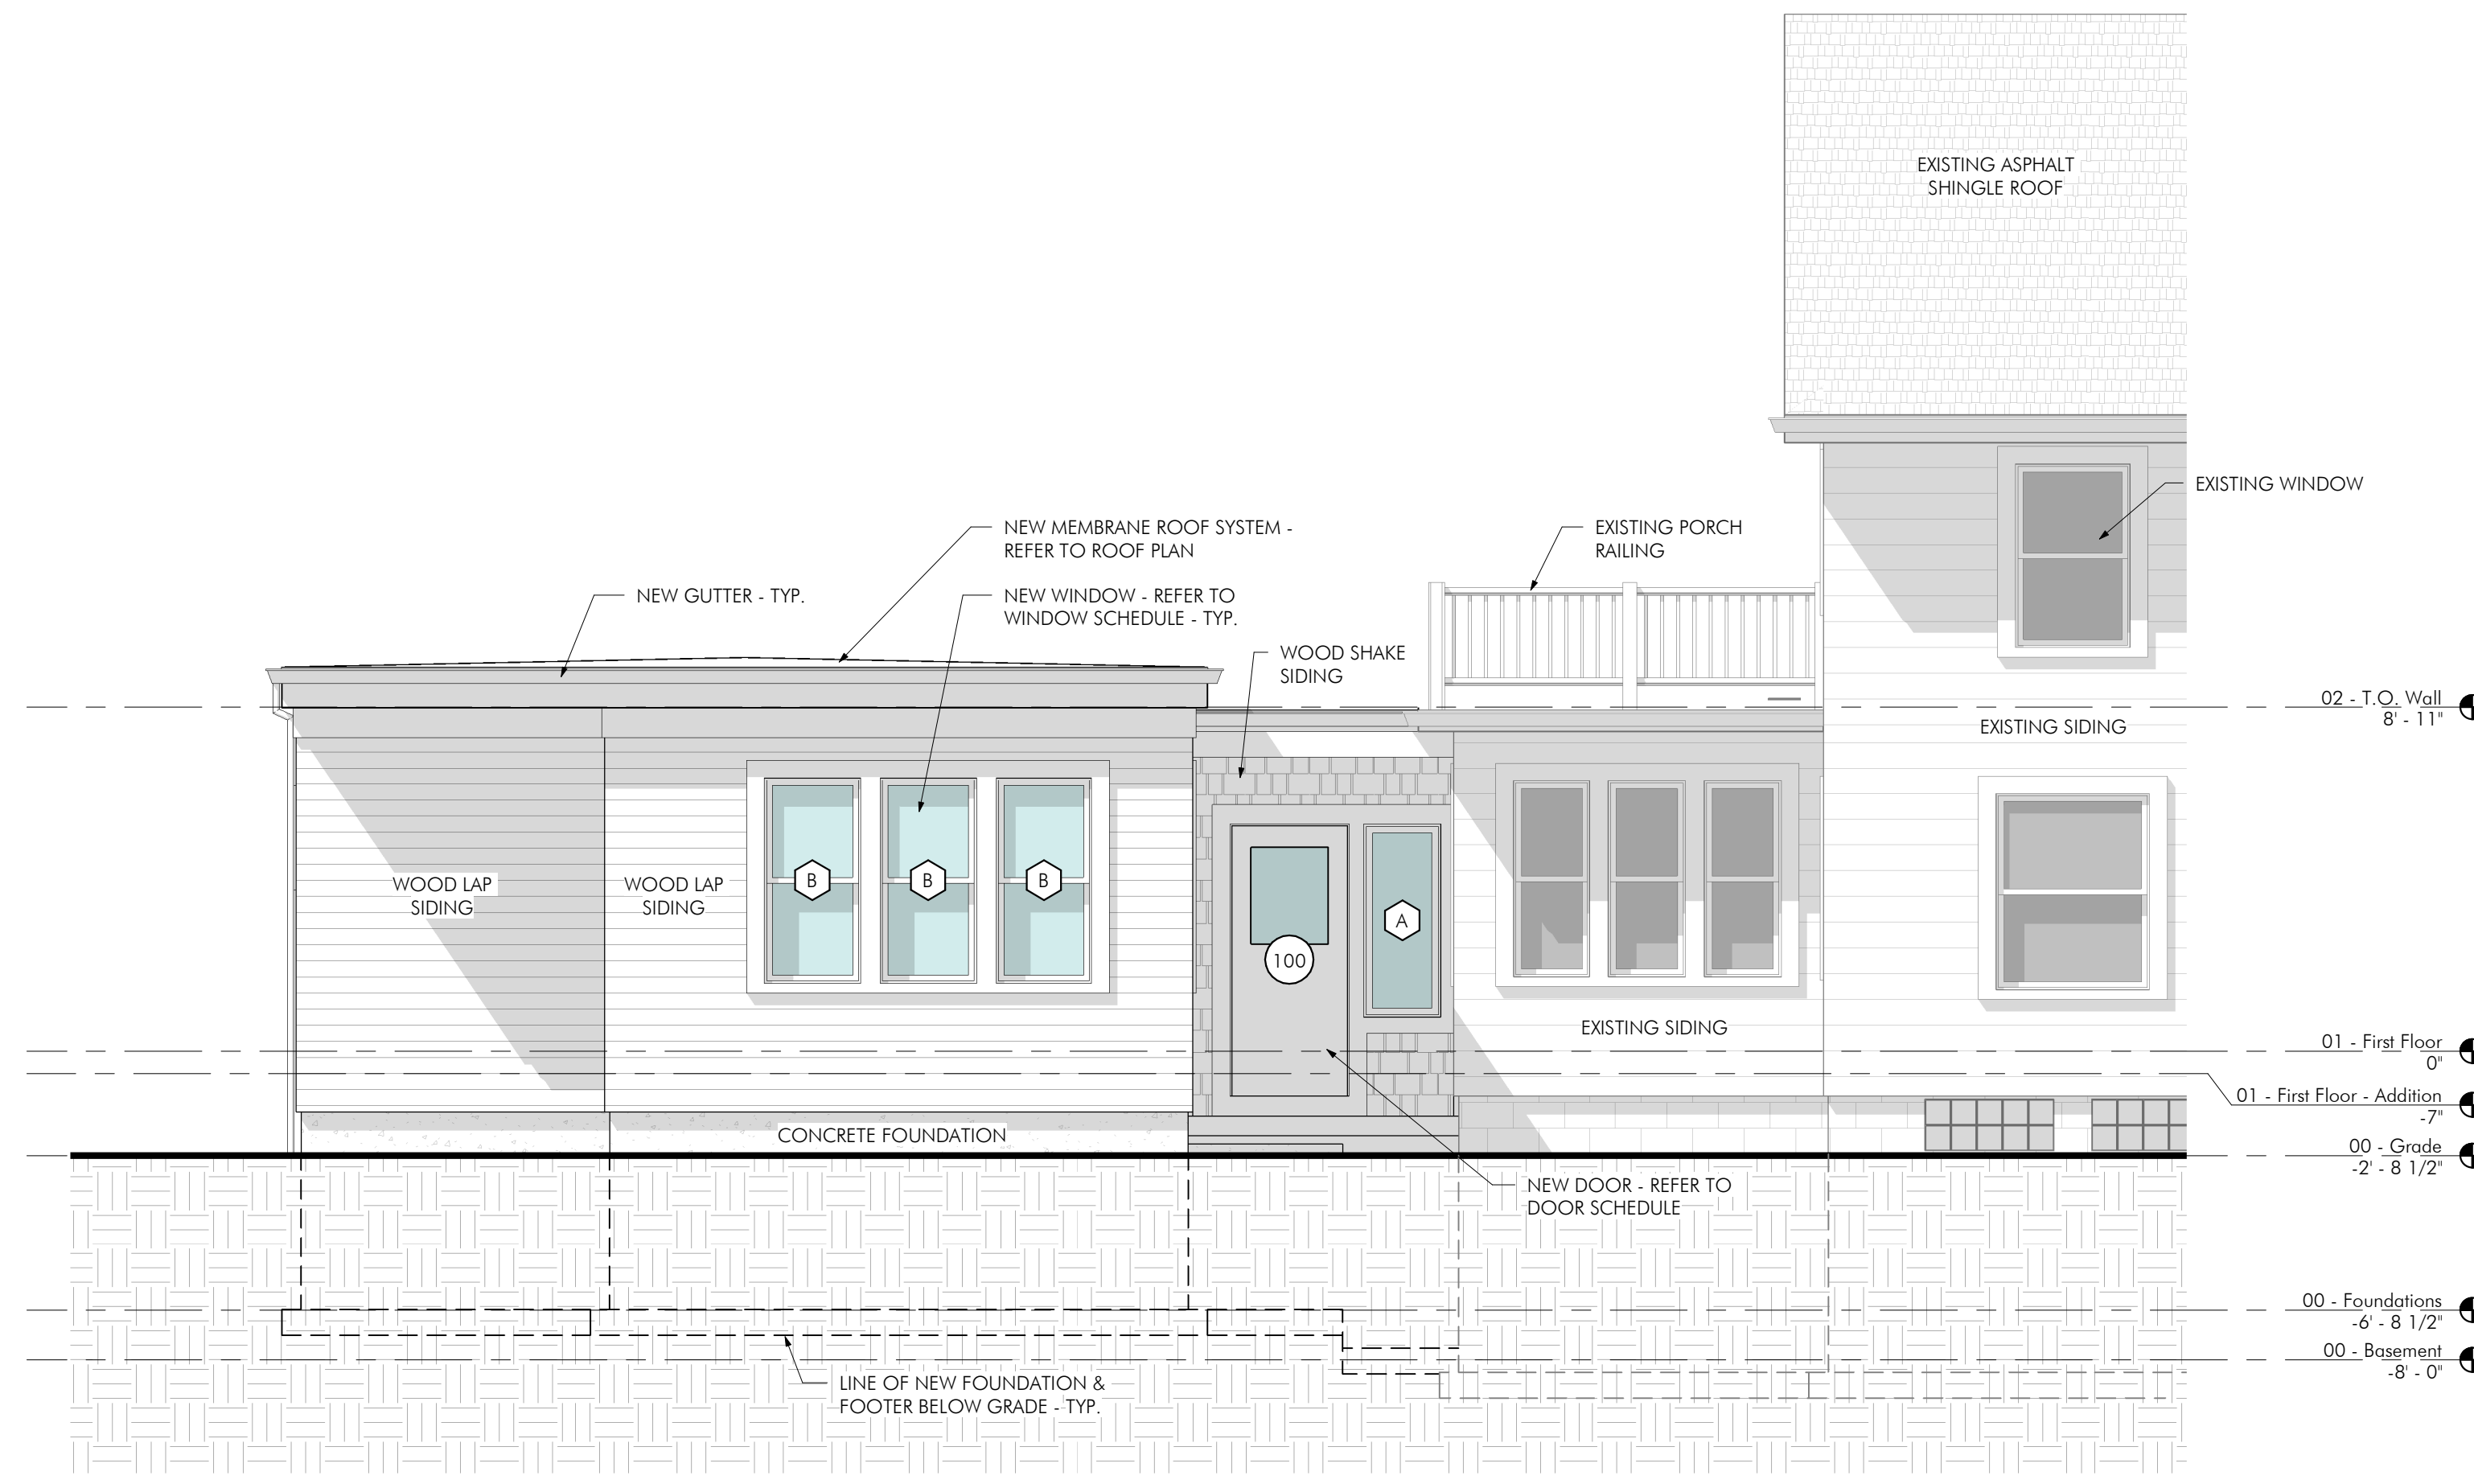 EXISTING ASPHALT
SHINGLE ROOF
EXISTING WINDOW
NEW MEMBRANE ROOF SYSTEM -
REFER TO ROOF PLAN
EXISTING PORCH
RAILING
NEW GUTTER - TYP.
NEW WINDOW - REFER TO
WINDOW SCHEDULE - TYP.
WOOD SHAKE
SIDING
02 - T.O. Wall
8' - 11"
EXISTING SIDING
WOOD LAP
SIDING
WOOD LAP
SIDING
B
B
B
A
100
EXISTING SIDING
01 - First Floor
0"
01 - First Floor - Addition
-7"
CONCRETE FOUNDATION
00 - Grade
-2' - 8 1/2"
NEW DOOR - REFER TO
DOOR SCHEDULE
00 - Foundations
-6' - 8 1/2"
00 - Basement
-8' - 0"
LINE OF NEW FOUNDATION &
FOOTER BELOW GRADE - TYP.